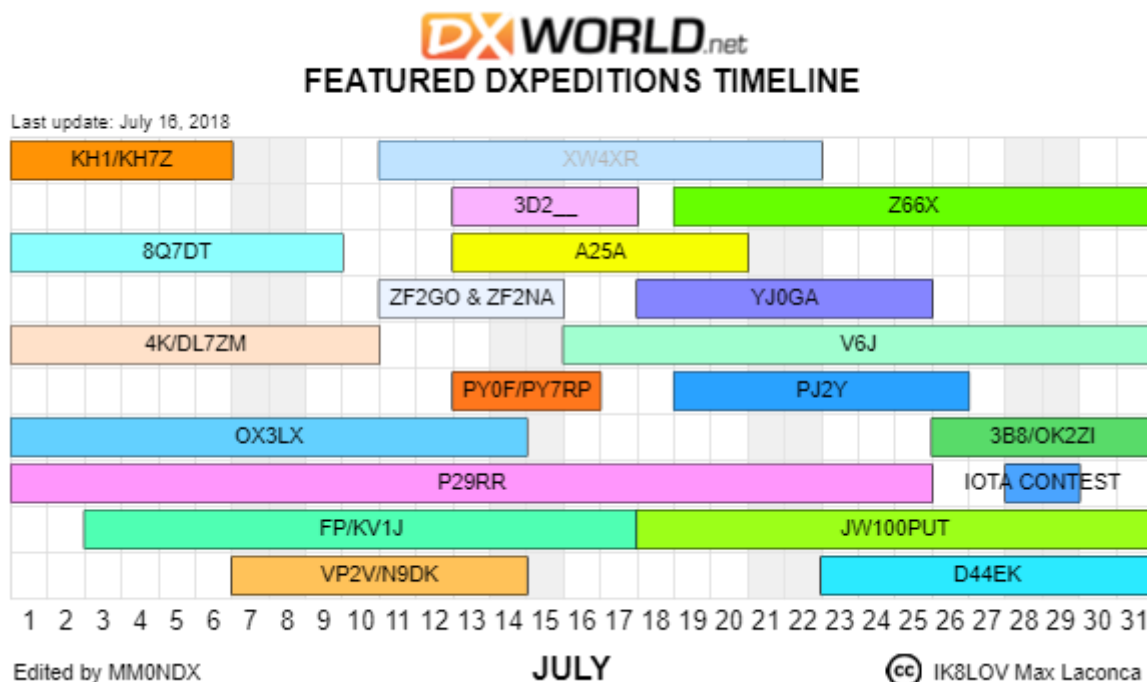 DX WORLD.net
FEATURED DXPEDITIONS TIMELINE
Last update: July 16, 2018
KH1/KH7Z XW4XR
3D2__ Z66X
8Q7DT A25A
ZF2GO & ZF2NA YJ0GA
4K/DL7ZM V6J
PY0F/PY7RP PJ2Y
OX3LX 3B8/OK2ZI
P29RR IOTA CONTEST
FP/KV1J JW100PUT
VP2V/N9DK D44EK
1 2 3 4 5 6 7 8 9 10 11 12 13 14 15 16 17 18 19 20 21 22 23 24 25 26 27 28 29 30 31
Edited by MM0NDX JULY cc IK8LOV Max Laconca